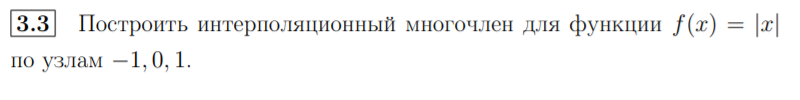 3.3 Построить интерполяционный многочлен для функции f(x) = |x|
по узлам −1, 0, 1.